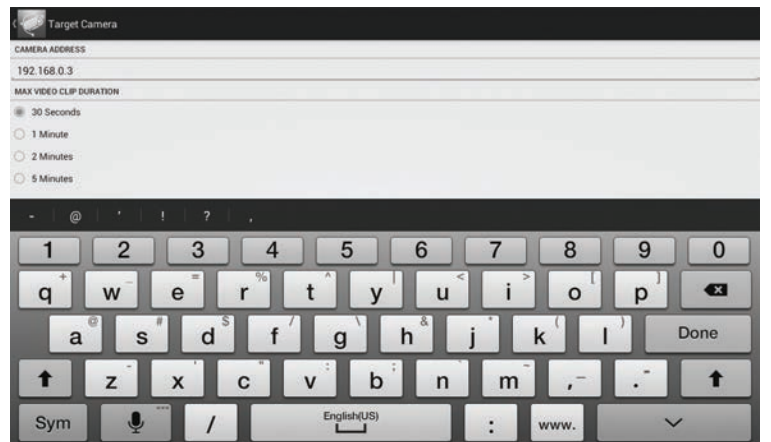 Target Camera
CAMERA ADDRESS
192.168.0.3
MAX VIDEO CLIP DURATION
30 Seconds
1 Minute
2 Minutes
5 Minutes
- @ ' ! ? ,
1 2 3 4 5 6 7 8 9 0
q + w _ e = r % t ^ y | u < i > o [ p ]
a @ s # d $ f / g \ h & j * k ( l ) Done
z - x ' c " v : b ; n ` m ~ , _ . -
Sym ... / English(US) : www.